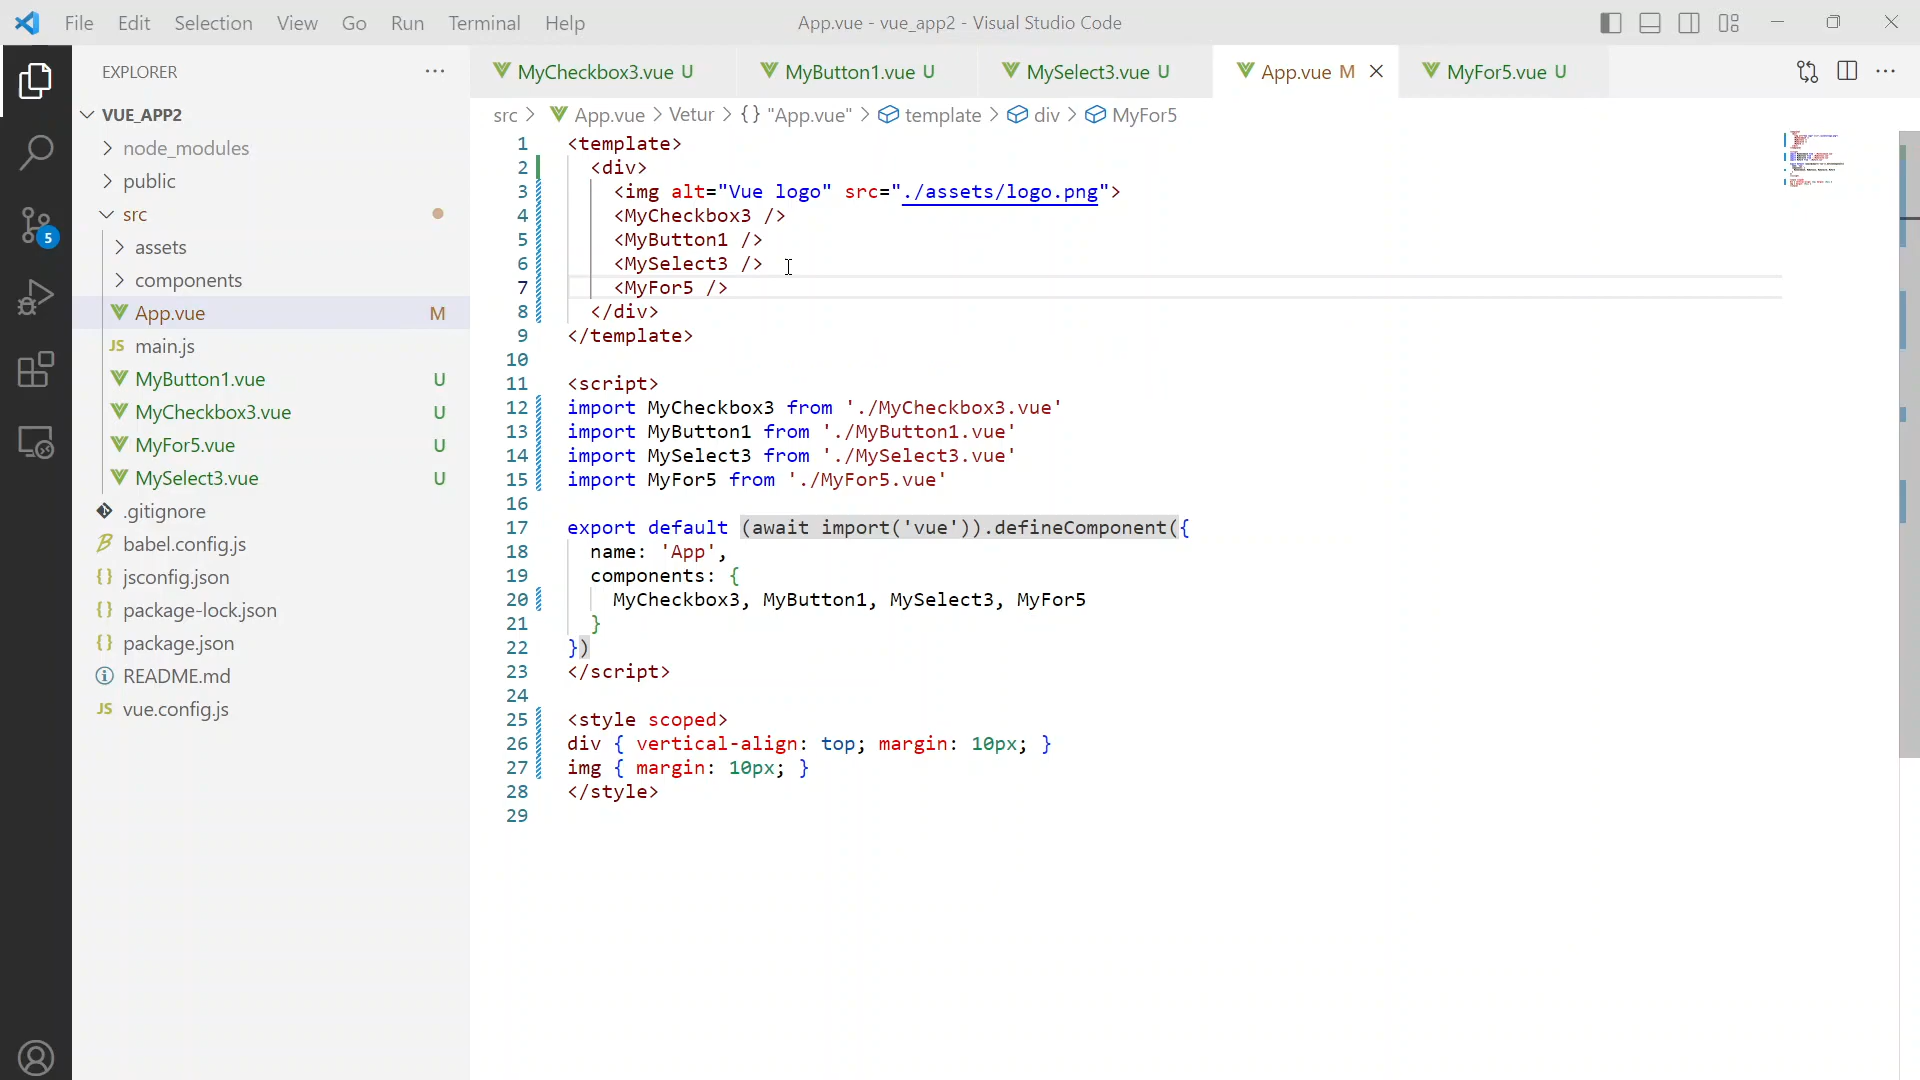 File Edit Selection View Go Run Terminal Help
App.vue - vue_app2 - Visual Studio Code
EXPLORER
VUE_APP2
node_modules
public
src
assets
components
App.vue M
JS main.js
MyButton1.vue U
MyCheckbox3.vue U
MyFor5.vue U
MySelect3.vue U
.gitignore
babel.config.js
{} jsconfig.json
{} package-lock.json
{} package.json
README.md
JS vue.config.js
5
MyCheckbox3.vue U
MyButton1.vue U
MySelect3.vue U
App.vue M
MyFor5.vue U
src > App.vue > Vetur > {} "App.vue" > template > div > MyFor5
1 <template>
2 <div>
3 <img alt="Vue logo" src="./assets/logo.png">
4 <MyCheckbox3 />
5 <MyButton1 />
6 <MySelect3 />
7 <MyFor5 />
8 </div>
9 </template>
10
11 <script>
12 import MyCheckbox3 from './MyCheckbox3.vue'
13 import MyButton1 from './MyButton1.vue'
14 import MySelect3 from './MySelect3.vue'
15 import MyFor5 from './MyFor5.vue'
16
17 export default (await import('vue')).defineComponent({
18 name: 'App',
19 components: {
20 MyCheckbox3, MyButton1, MySelect3, MyFor5
21 }
22 })
23 </script>
24
25 <style scoped>
26 div { vertical-align: top; margin: 10px; }
27 img { margin: 10px; }
28 </style>
29